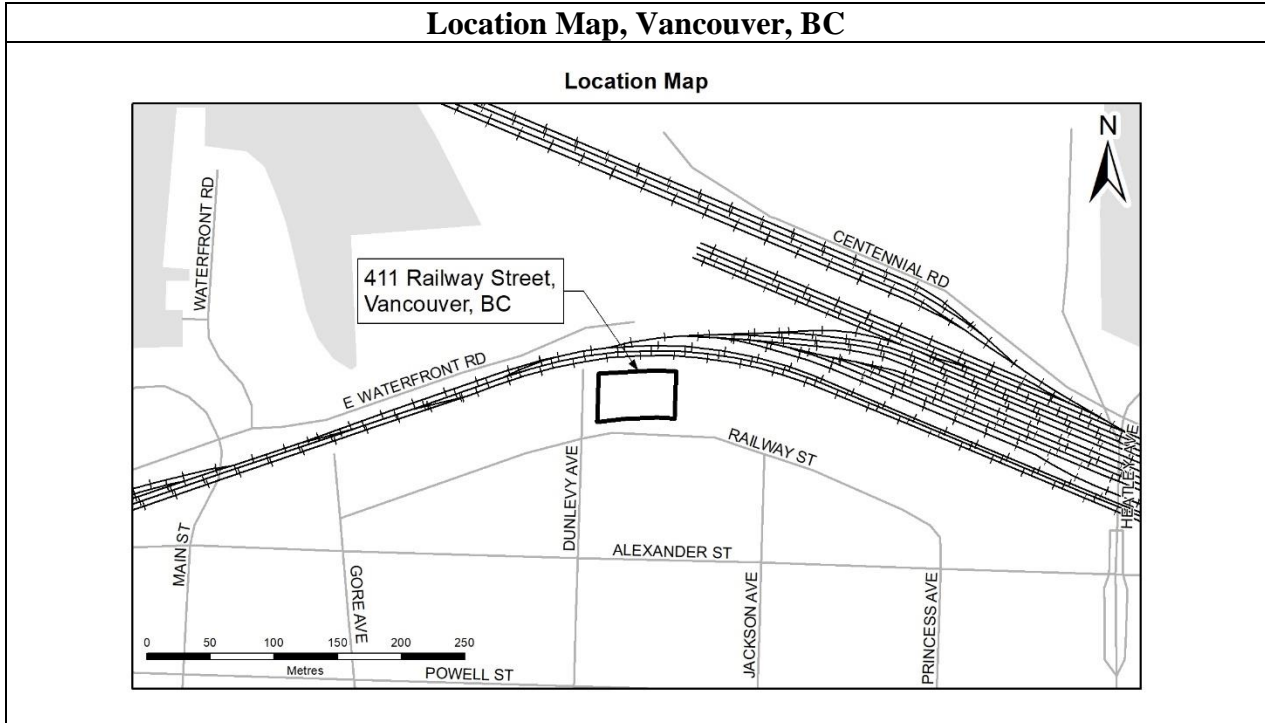 Location Map, Vancouver, BC
Location Map
N
WATERFRONT RD
CENTENNIAL RD
411 Railway Street,
Vancouver, BC
E WATERFRONT RD
RAILWAY ST
HEATLEY AVE
DUNLEVY AVE
MAIN ST
ALEXANDER ST
GORE AVE
JACKSON AVE
PRINCESS AVE
0 50 100 150 200 250
Metres
POWELL ST